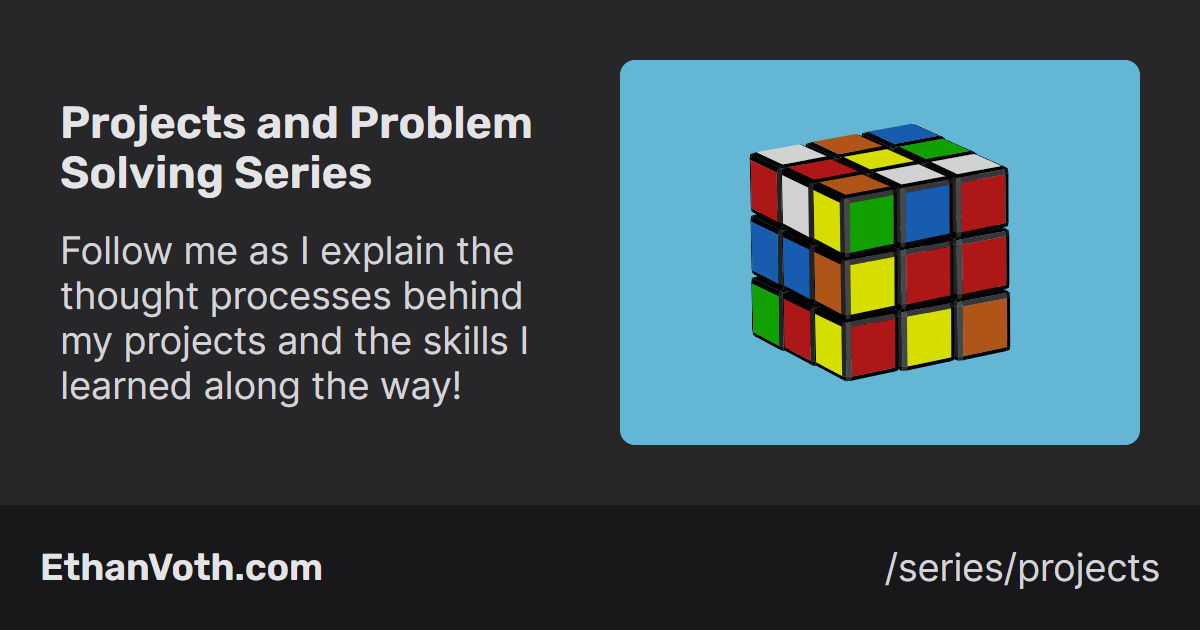 Projects and Problem
Solving Series
Follow me as I explain the
thought processes behind
my projects and the skills I
learned along the way!
EthanVoth.com
/series/projects